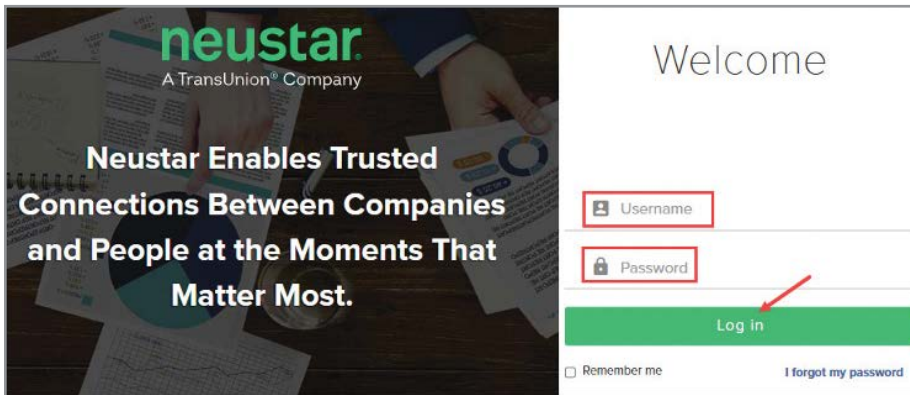 neustar.
A TransUnion® Company
Neustar Enables Trusted
Connections Between Companies
and People at the Moments That
Matter Most.
Welcome
Username
Password
Log in
Remember me
I forgot my password